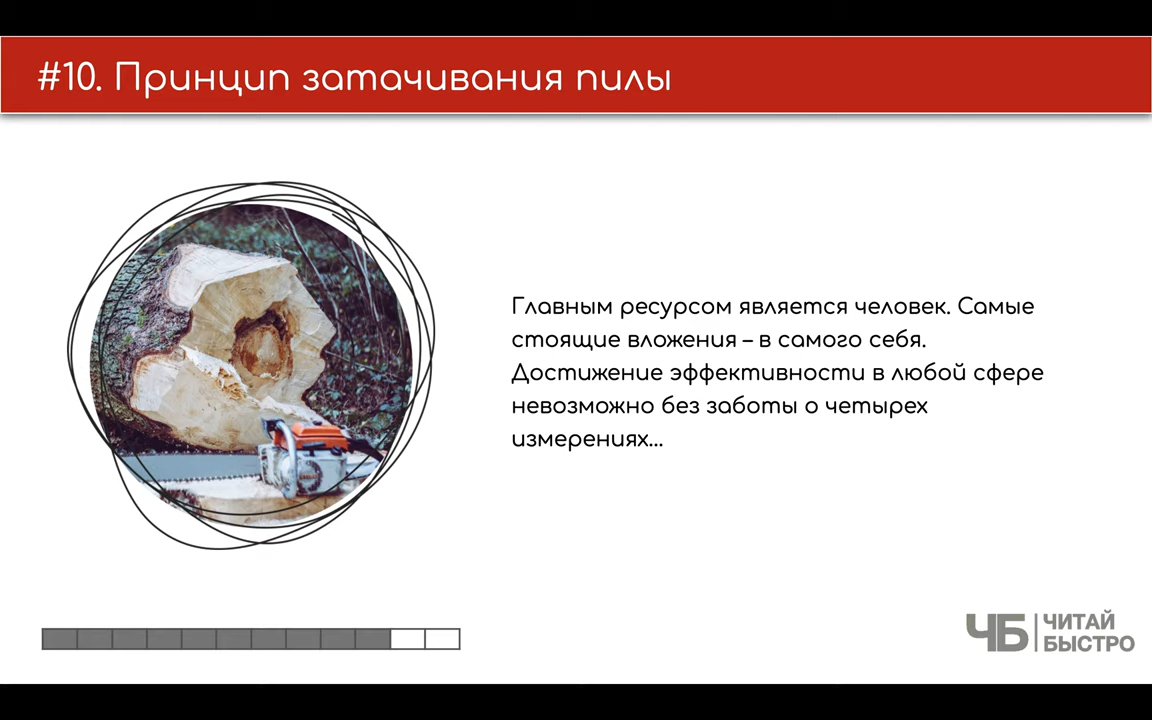 #10. Принцип затачивания пилы
Главным ресурсом является человек. Самые
стоящие вложения – в самого себя.
Достижение эффективности в любой сфере
невозможно без заботы о четырех
измерениях...
ЧБ
ЧИТАЙ
БЫСТРО